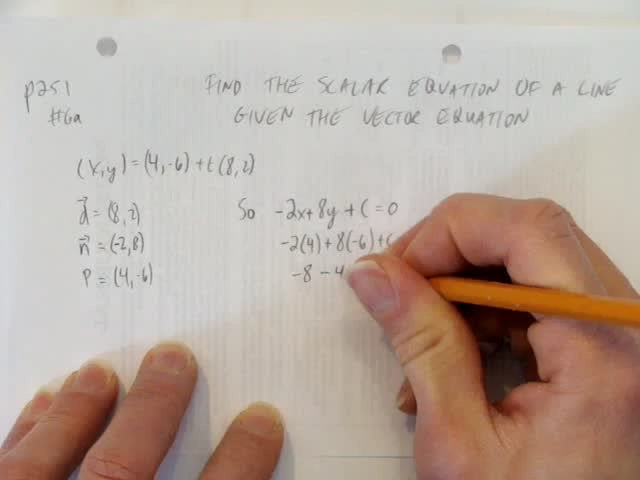 p251 FIND THE SCALAR EQUATION OF A LINE
#6a GIVEN THE VECTOR EQUATION
(x,y) = (4,-6) + t(8,2)
d⃗ = (8,2) So -2x + 8y + C = 0
n⃗ = (-2,8) -2(4) + 8(-6) + C
P = (4,-6) -8 - 4